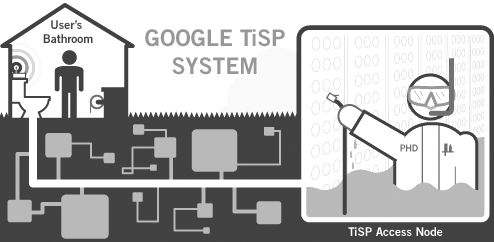 User's
Bathroom
GOOGLE TiSP
SYSTEM
PHD
TiSP Access Node